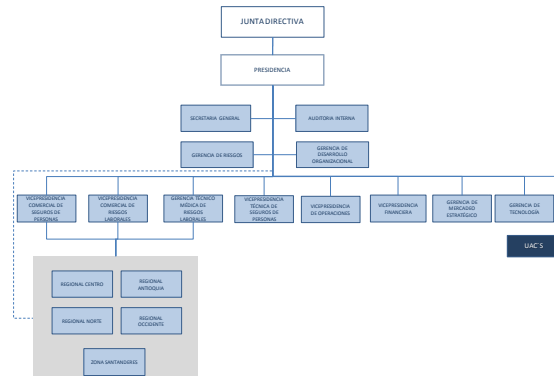 JUNTA DIRECTIVA
PRESIDENCIA
SECRETARIA GENERAL
AUDITORIA INTERNA
GERENCIA DE RIESGOS
GERENCIA DE
DESARROLLO
ORGANIZACIONAL
VICEPRESIDENCIA
COMERCIAL DE
SEGUROS DE
PERSONAS
VICEPRESIDENCIA
COMERCIAL DE
RIESGOS
LABORALES
GERENCIA TÉCNICO
MÉDICA DE
RIESGOS
LABORALES
VICEPRESIDENCIA
TÉCNICA DE
SEGUROS DE
PERSONAS
VICEPRESIDENCIA
DE OPERACIONES
VICEPRESIDENCIA
FINANCIERA
GERENCIA DE
MERCADEO
ESTRATÉGICO
GERENCIA DE
TECNOLOGÍA
UAC´S
REGIONAL CENTRO
REGIONAL
ANTIOQUIA
REGIONAL NORTE
REGIONAL
OCCIDENTE
ZONA SANTANDERES